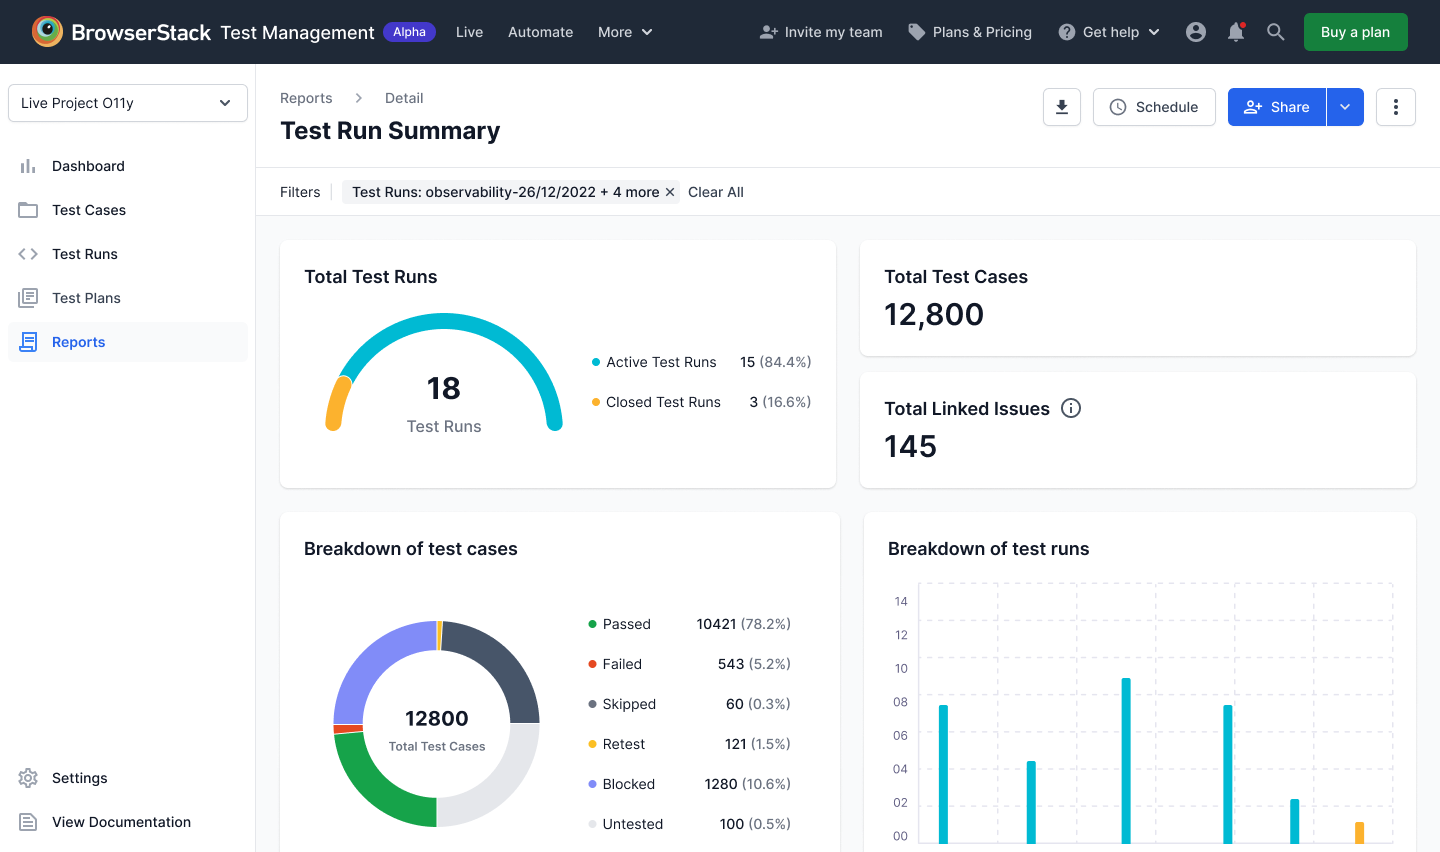 BrowserStack Test Management Alpha Live Automate More Invite my team Plans & Pricing Get help Buy a plan
Live Project O11y
Dashboard
Test Cases
Test Runs
Test Plans
Reports
Settings
View Documentation
Reports Detail
Test Run Summary
Schedule Share
Filters Test Runs: observability-26/12/2022 + 4 more Clear All
Total Test Runs
18
Test Runs
Active Test Runs 15 (84.4%)
Closed Test Runs 3 (16.6%)
Total Test Cases
12,800
Total Linked Issues
145
Breakdown of test cases
12800
Total Test Cases
Passed 10421 (78.2%)
Failed 543 (5.2%)
Skipped 60 (0.3%)
Retest 121 (1.5%)
Blocked 1280 (10.6%)
Untested 100 (0.5%)
Breakdown of test runs
14
12
10
08
06
04
02
00